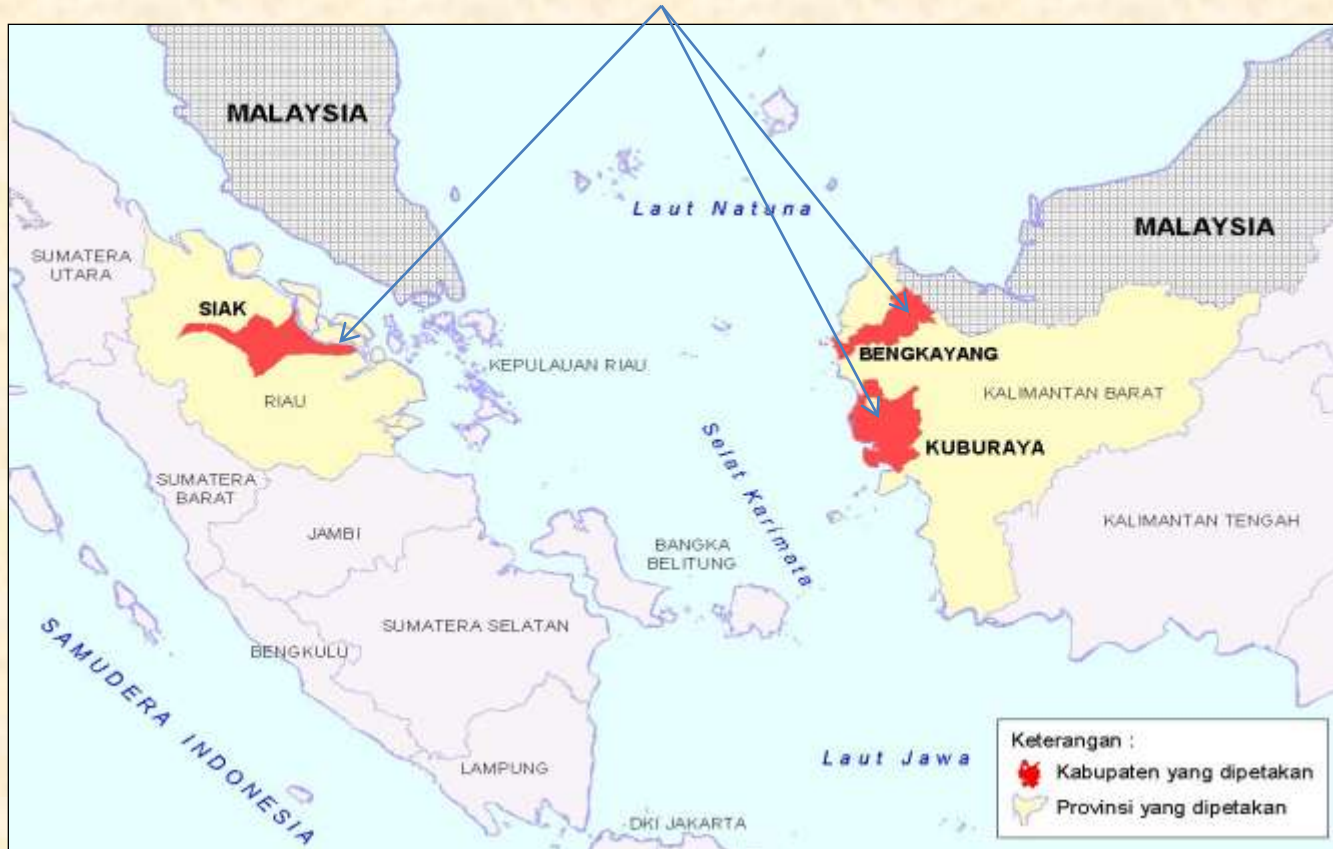 MALAYSIA
Laut Natuna
MALAYSIA
SUMATERA
UTARA
SIAK
BENGKAYANG
KEPULAUAN RIAU
KALIMANTAN BARAT
RIAU
Selat Karimata
KUBURAYA
SUMATERA
BARAT
JAMBI
KALIMANTAN TENGAH
BANGKA
BELITUNG
SUMATERA SELATAN
SAMUDERA INDONESIA
BENGKULU
Laut Jawa
LAMPUNG
DKI JAKARTA
Keterangan :
Kabupaten yang dipetakan
Provinsi yang dipetakan